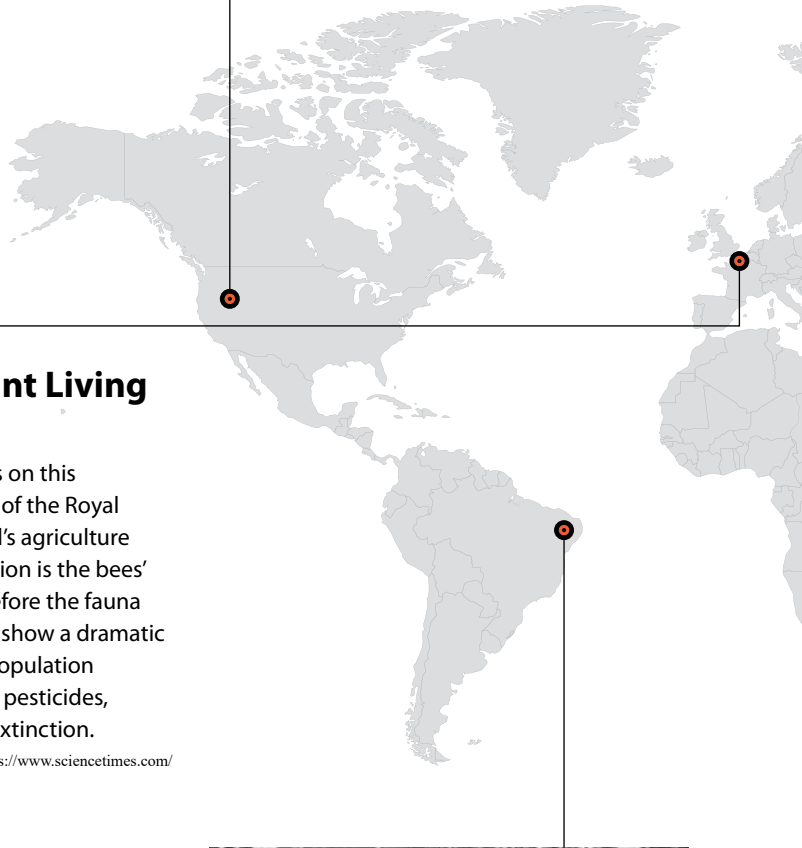 nt Living
s on this
of the Royal
l's agriculture
ion is the bees'
fore the fauna
show a dramatic
opulation
pesticides,
xtinction.
s://www.sciencetimes.com/